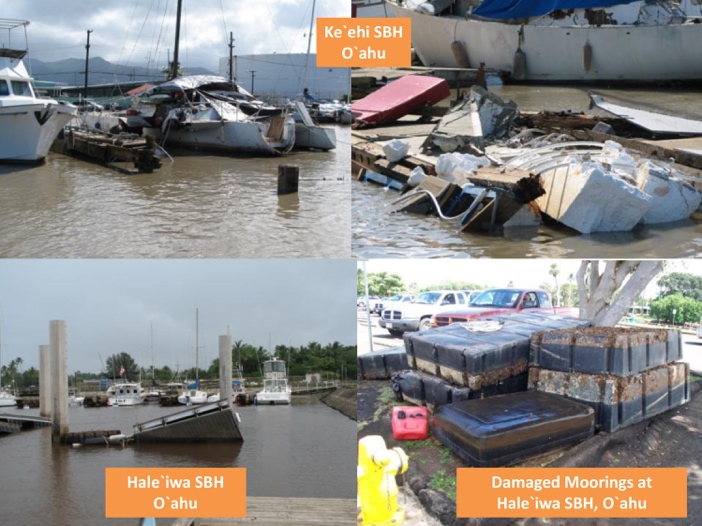 Ke`ehi SBH
O`ahu
Hale`iwa SBH
O`ahu
Damaged Moorings at
Hale`iwa SBH, O`ahu